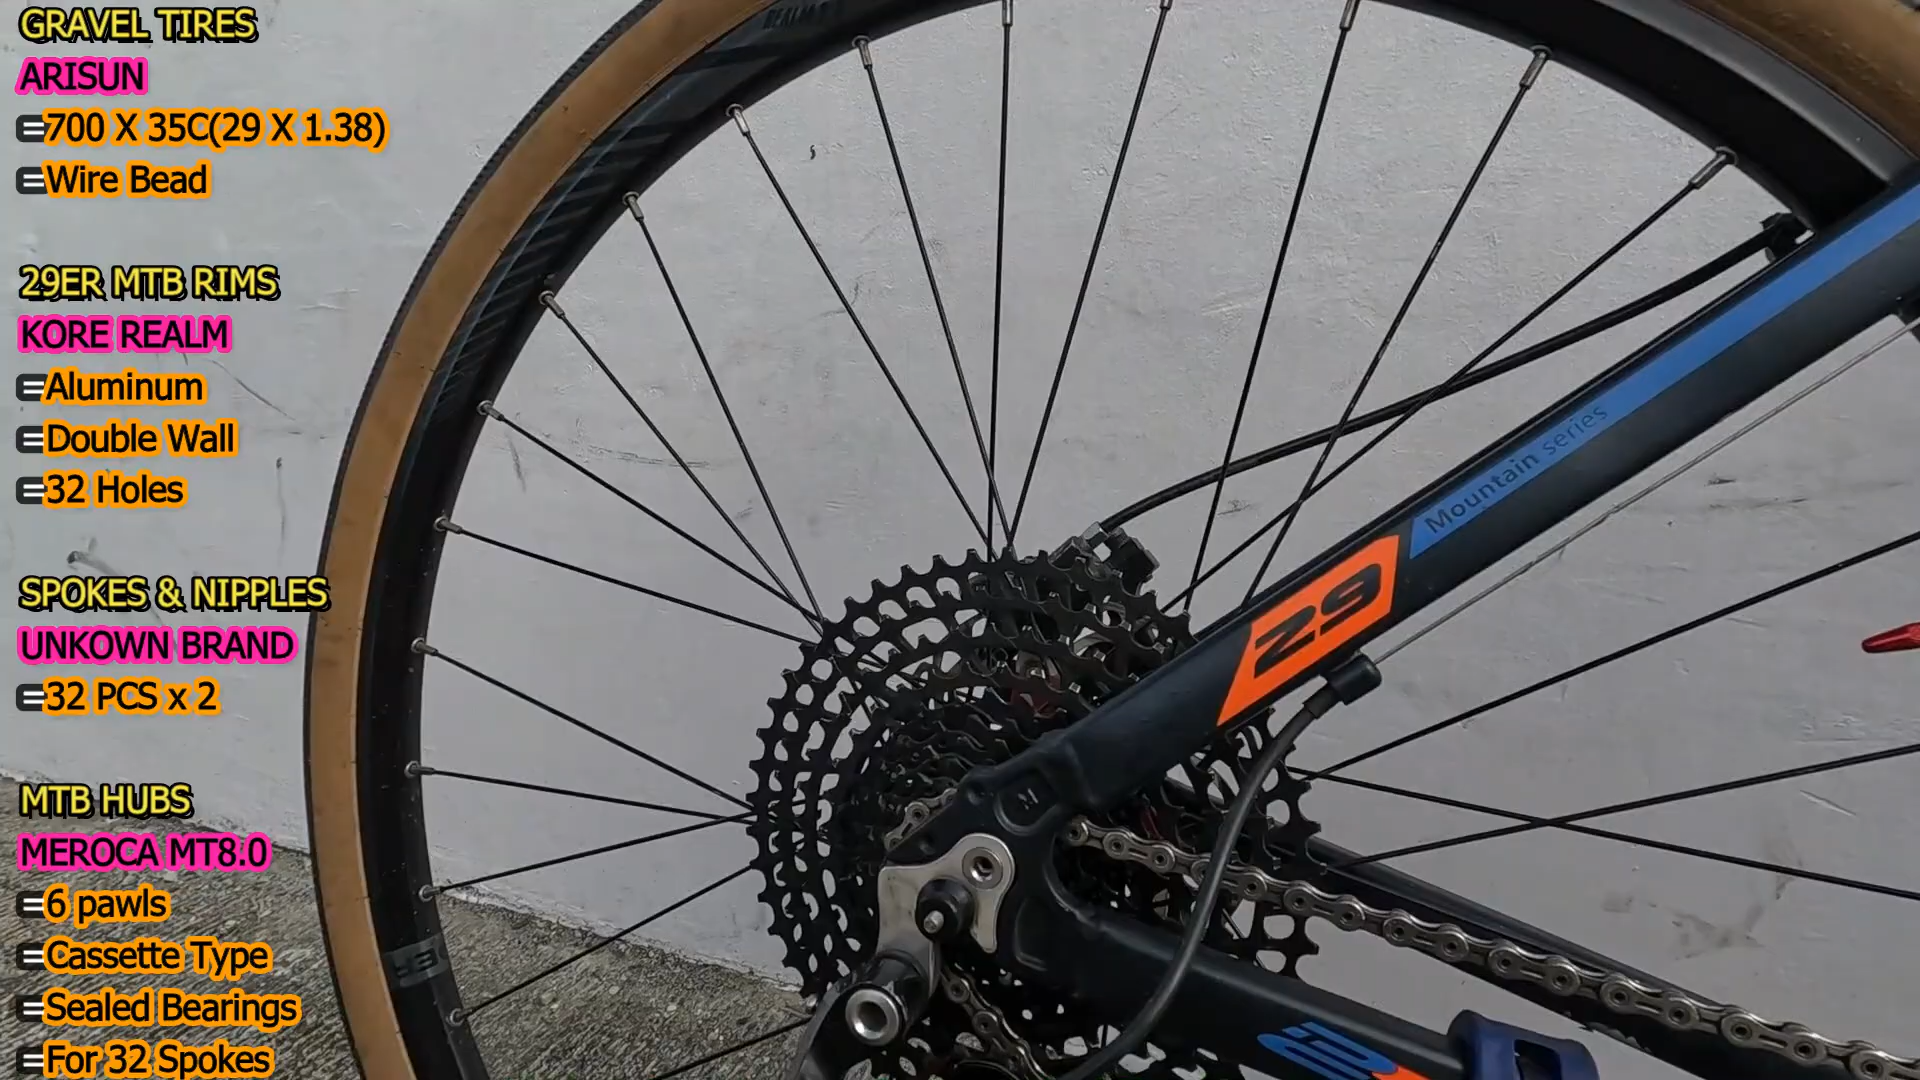 GRAVEL TIRES
ARISUN
=700 X 35C(29 X 1.38)
=Wire Bead
29ER MTB RIMS
KORE REALM
=Aluminum
=Double Wall
=32 Holes
SPOKES & NIPPLES
UNKOWN BRAND
=32 PCS x 2
MTB HUBS
MEROCA MT8.0
=6 pawls
=Cassette Type
=Sealed Bearings
=For 32 Spokes
Mountain series
29